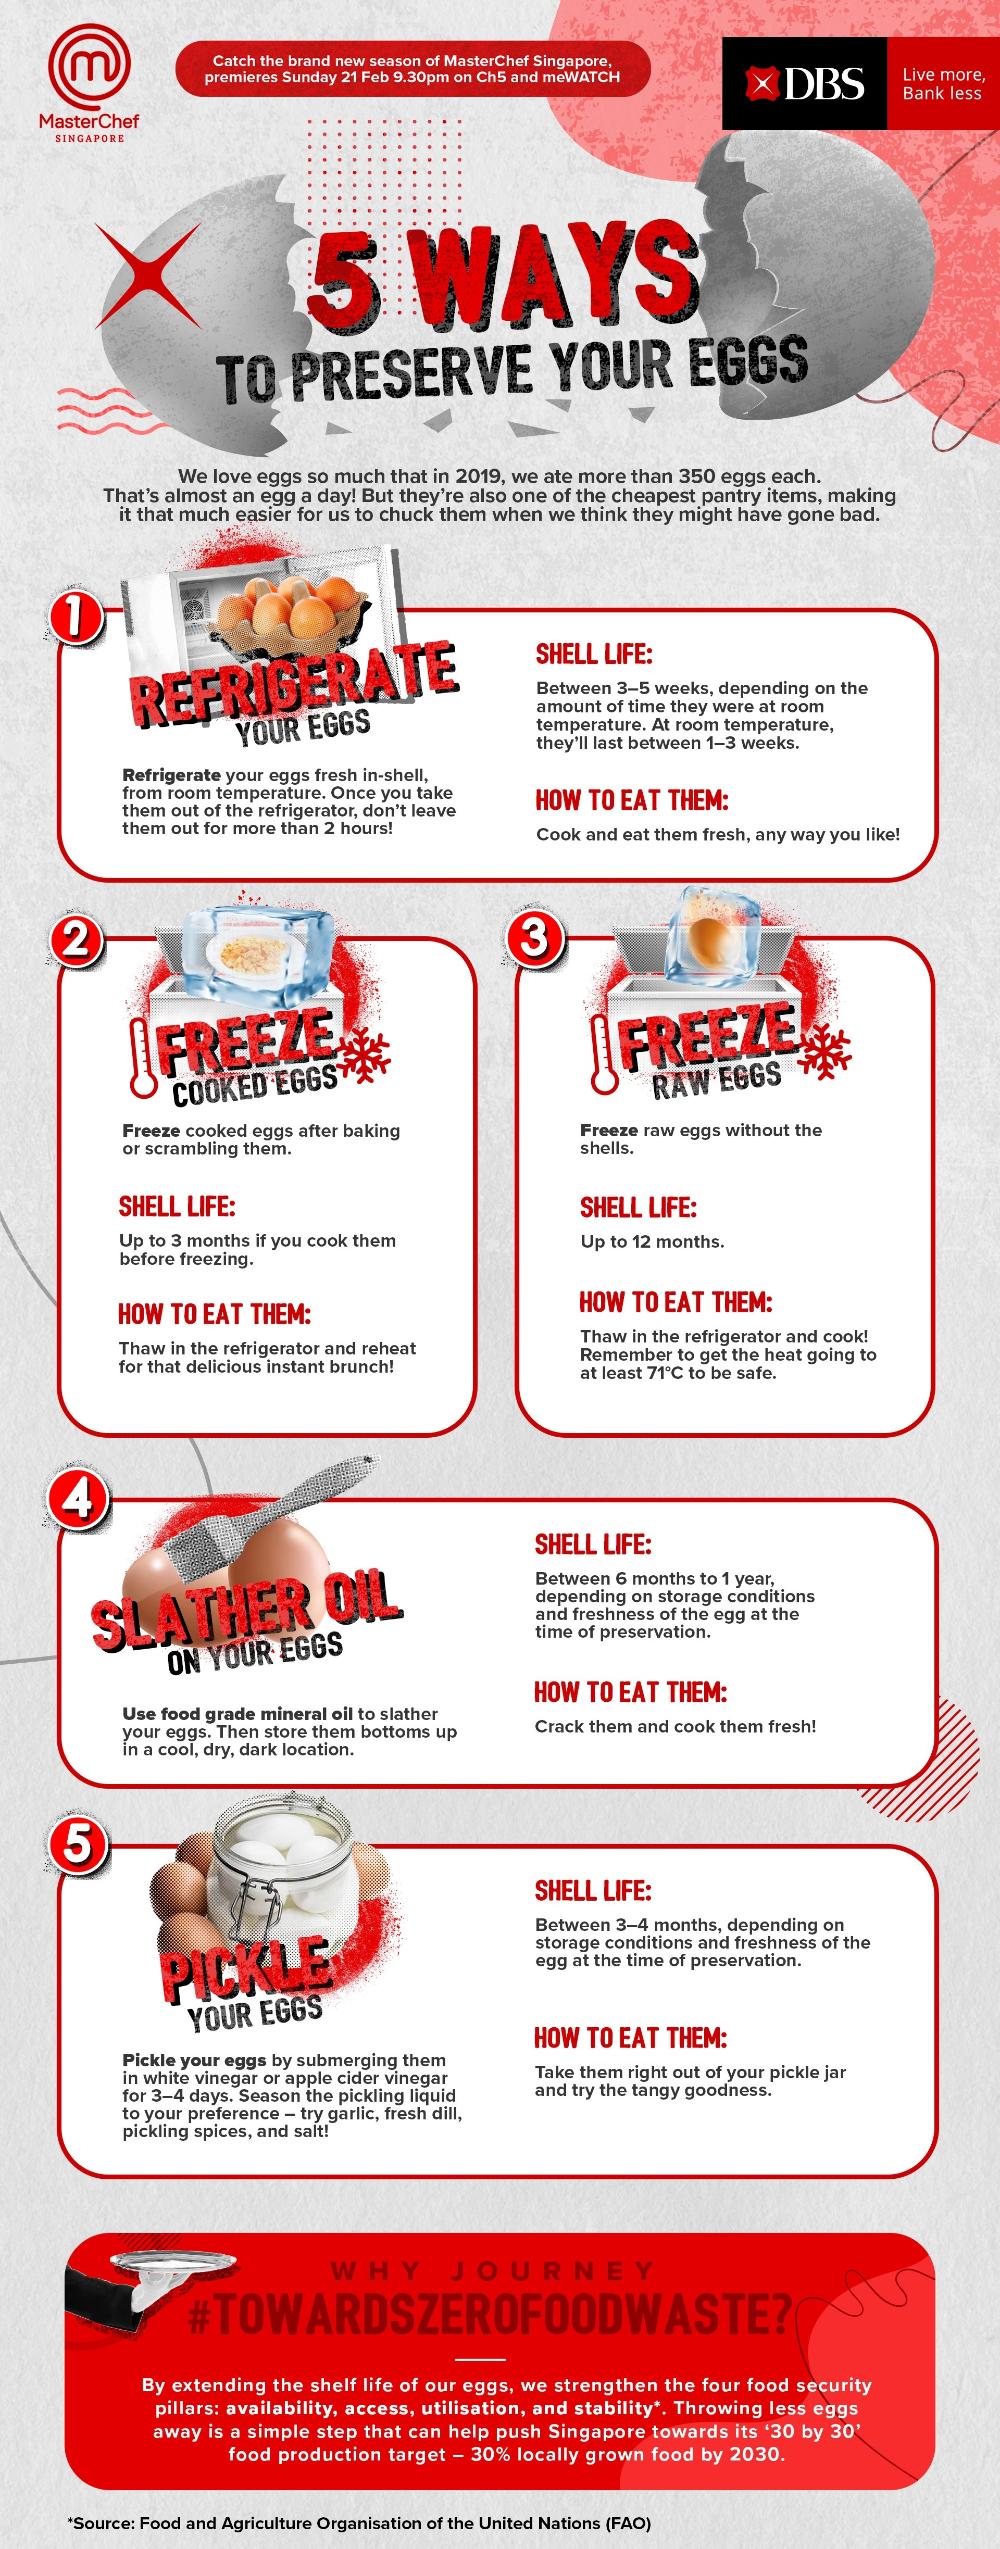 MasterChef
SINGAPORE
Catch the brand new season of MasterChef Singapore,
premieres Sunday 21 Feb 9.30pm on Ch5 and meWATCH
DBS
Live more,
Bank less
5 WAYS
TO PRESERVE YOUR EGGS
We love eggs so much that in 2019, we ate more than 350 eggs each.
That's almost an egg a day! But they're also one of the cheapest pantry items, making
it that much easier for us to chuck them when we think they might have gone bad.
1
REFRIGERATE
YOUR EGGS
Refrigerate your eggs fresh in-shell,
from room temperature. Once you take
them out of the refrigerator, don't leave
them out for more than 2 hours!
SHELL LIFE:
Between 3–5 weeks, depending on the
amount of time they were at room
temperature. At room temperature,
they'll last between 1–3 weeks.
HOW TO EAT THEM:
Cook and eat them fresh, any way you like!
2
FREEZE
COOKED EGGS
Freeze cooked eggs after baking
or scrambling them.
SHELL LIFE:
Up to 3 months if you cook them
before freezing.
HOW TO EAT THEM:
Thaw in the refrigerator and reheat
for that delicious instant brunch!
3
FREEZE
RAW EGGS
Freeze raw eggs without the
shells.
SHELL LIFE:
Up to 12 months.
HOW TO EAT THEM:
Thaw in the refrigerator and cook!
Remember to get the heat going to
at least 71°C to be safe.
4
SLATHER OIL
ON YOUR EGGS
Use food grade mineral oil to slather
your eggs. Then store them bottoms up
in a cool, dry, dark location.
SHELL LIFE:
Between 6 months to 1 year,
depending on storage conditions
and freshness of the egg at the
time of preservation.
HOW TO EAT THEM:
Crack them and cook them fresh!
5
PICKLE
YOUR EGGS
Pickle your eggs by submerging them
in white vinegar or apple cider vinegar
for 3–4 days. Season the pickling liquid
to your preference – try garlic, fresh dill,
pickling spices, and salt!
SHELL LIFE:
Between 3–4 months, depending on
storage conditions and freshness of the
egg at the time of preservation.
HOW TO EAT THEM:
Take them right out of your pickle jar
and try the tangy goodness.
WHY JOURNEY
#TOWARDSZEROFOODWASTE?
By extending the shelf life of our eggs, we strengthen the four food security
pillars: availability, access, utilisation, and stability*. Throwing less eggs
away is a simple step that can help push Singapore towards its ‘30 by 30’
food production target – 30% locally grown food by 2030.
*Source: Food and Agriculture Organisation of the United Nations (FAO)